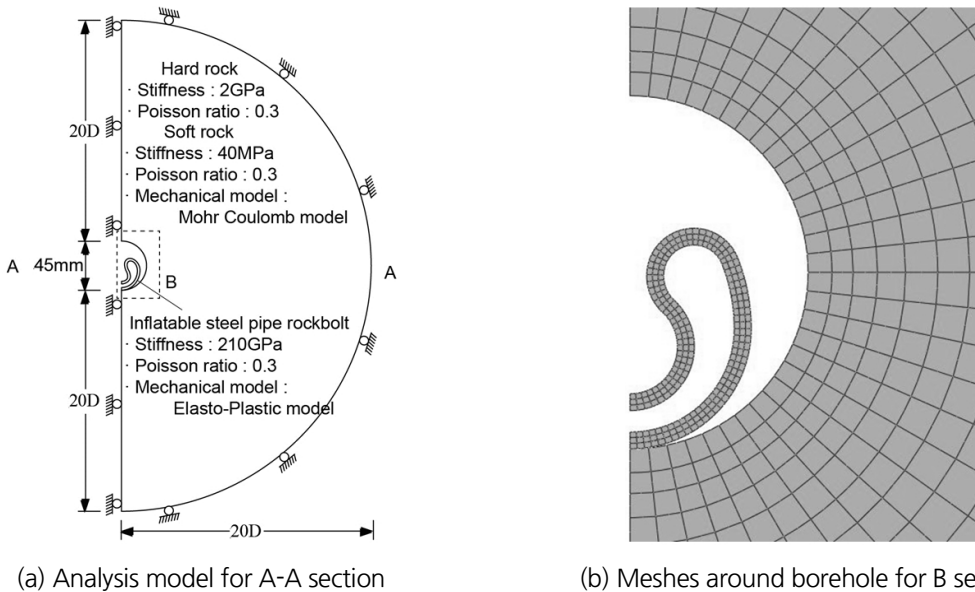 Hard rock
· Stiffness : 2GPa
· Poisson ratio : 0.3
Soft rock
· Stiffness : 40MPa
· Poisson ratio : 0.3
· Mechanical model :
Mohr Coulomb model
20D
A
45mm
B
A
Inflatable steel pipe rockbolt
· Stiffness : 210GPa
· Poisson ratio : 0.3
· Mechanical model :
Elasto-Plastic model
20D
20D
(a) Analysis model for A-A section
(b) Meshes around borehole for B se